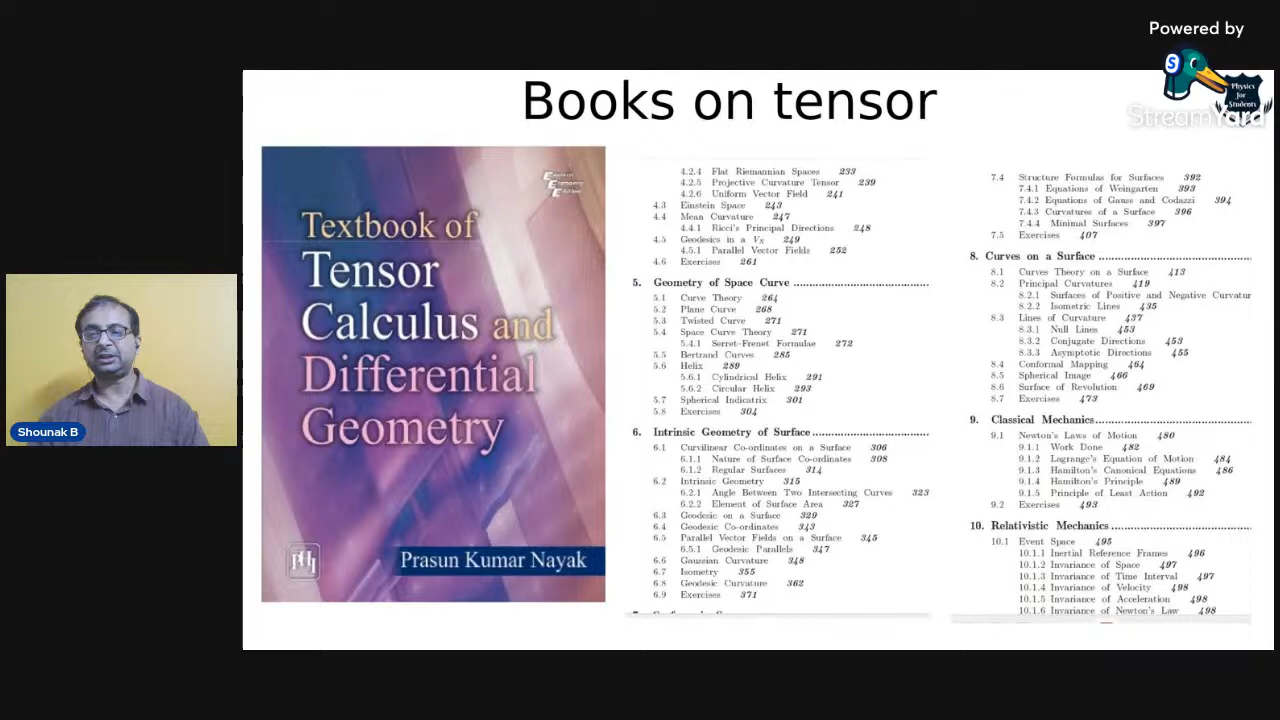 Powered by
S
Physics
for
Students
StreamYard
Books on tensor
Eastern
Economy
Edition
Textbook of
Tensor
Calculus and
Differential
Geometry
PHI
Prasun Kumar Nayak
Shounak B
4.2.4 Flat Riemannian Spaces 233
4.2.5 Projective Curvature Tensor 239
4.2.6 Uniform Vector Field 241
4.3 Einstein Space 243
4.4 Mean Curvature 247
4.4.1 Ricci's Principal Directions 248
4.5 Geodesics in a VN 249
4.5.1 Parallel Vector Fields 252
4.6 Exercises 261
5. Geometry of Space Curve ................................
5.1 Curve Theory 264
5.2 Plane Curve 268
5.3 Twisted Curve 271
5.4 Space Curve Theory 271
5.4.1 Serret–Frenet Formulae 272
5.5 Bertrand Curves 285
5.6 Helix 289
5.6.1 Cylindrical Helix 291
5.6.2 Circular Helix 293
5.7 Spherical Indicatrix 301
5.8 Exercises 304
6. Intrinsic Geometry of Surface ............................
6.1 Curvilinear Co-ordinates on a Surface 306
6.1.1 Nature of Surface Co-ordinates 308
6.1.2 Regular Surfaces 314
6.2 Intrinsic Geometry 315
6.2.1 Angle Between Two Intersecting Curves 323
6.2.2 Element of Surface Area 327
6.3 Geodesic on a Surface 329
6.4 Geodesic Co-ordinates 343
6.5 Parallel Vector Fields on a Surface 345
6.5.1 Geodesic Parallels 347
6.6 Gaussian Curvature 348
6.7 Isometry 355
6.8 Geodesic Curvature 362
6.9 Exercises 371
7.4 Structure Formulas for Surfaces 392
7.4.1 Equations of Weingarten 393
7.4.2 Equations of Gauss and Codazzi 394
7.4.3 Curvatures of a Surface 396
7.4.4 Minimal Surfaces 397
7.5 Exercises 407
8. Curves on a Surface ....................................
8.1 Curves Theory on a Surface 413
8.2 Principal Curvatures 419
8.2.1 Surfaces of Positive and Negative Curvatur
8.2.2 Isometric Lines 435
8.3 Lines of Curvature 437
8.3.1 Null Lines 453
8.3.2 Conjugate Directions 453
8.3.3 Asymptotic Directions 455
8.4 Conformal Mapping 464
8.5 Spherical Image 466
8.6 Surface of Revolution 469
8.7 Exercises 473
9. Classical Mechanics.....................................
9.1 Newton's Laws of Motion 480
9.1.1 Work Done 482
9.1.2 Lagrange's Equation of Motion 484
9.1.3 Hamilton's Canonical Equations 486
9.1.4 Hamilton's Principle 489
9.1.5 Principle of Least Action 492
9.2 Exercises 493
10. Relativistic Mechanics ..................................
10.1 Event Space 495
10.1.1 Inertial Reference Frames 496
10.1.2 Invariance of Space 497
10.1.3 Invariance of Time Interval 497
10.1.4 Invariance of Velocity 498
10.1.5 Invariance of Acceleration 498
10.1.6 Invariance of Newton's Law 498